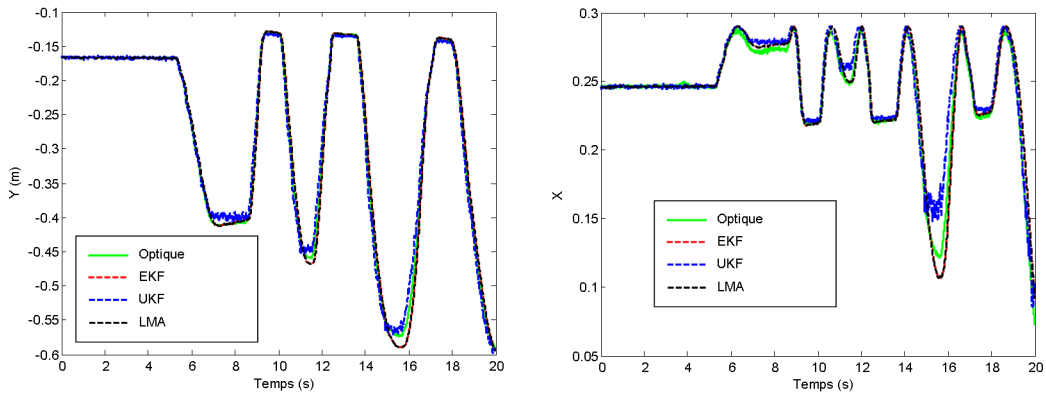 -0.1
-0.15
-0.2
-0.25
-0.3
-0.35
-0.4
-0.45
-0.5
-0.55
-0.6
Y (m)
0 2 4 6 8 10 12 14 16 18 20
Temps (s)
Optique
EKF
UKF
LMA
0.3
0.25
0.2
0.15
0.1
0.05
X
0 2 4 6 8 10 12 14 16 18 20
Temps (s)
Optique
EKF
UKF
LMA